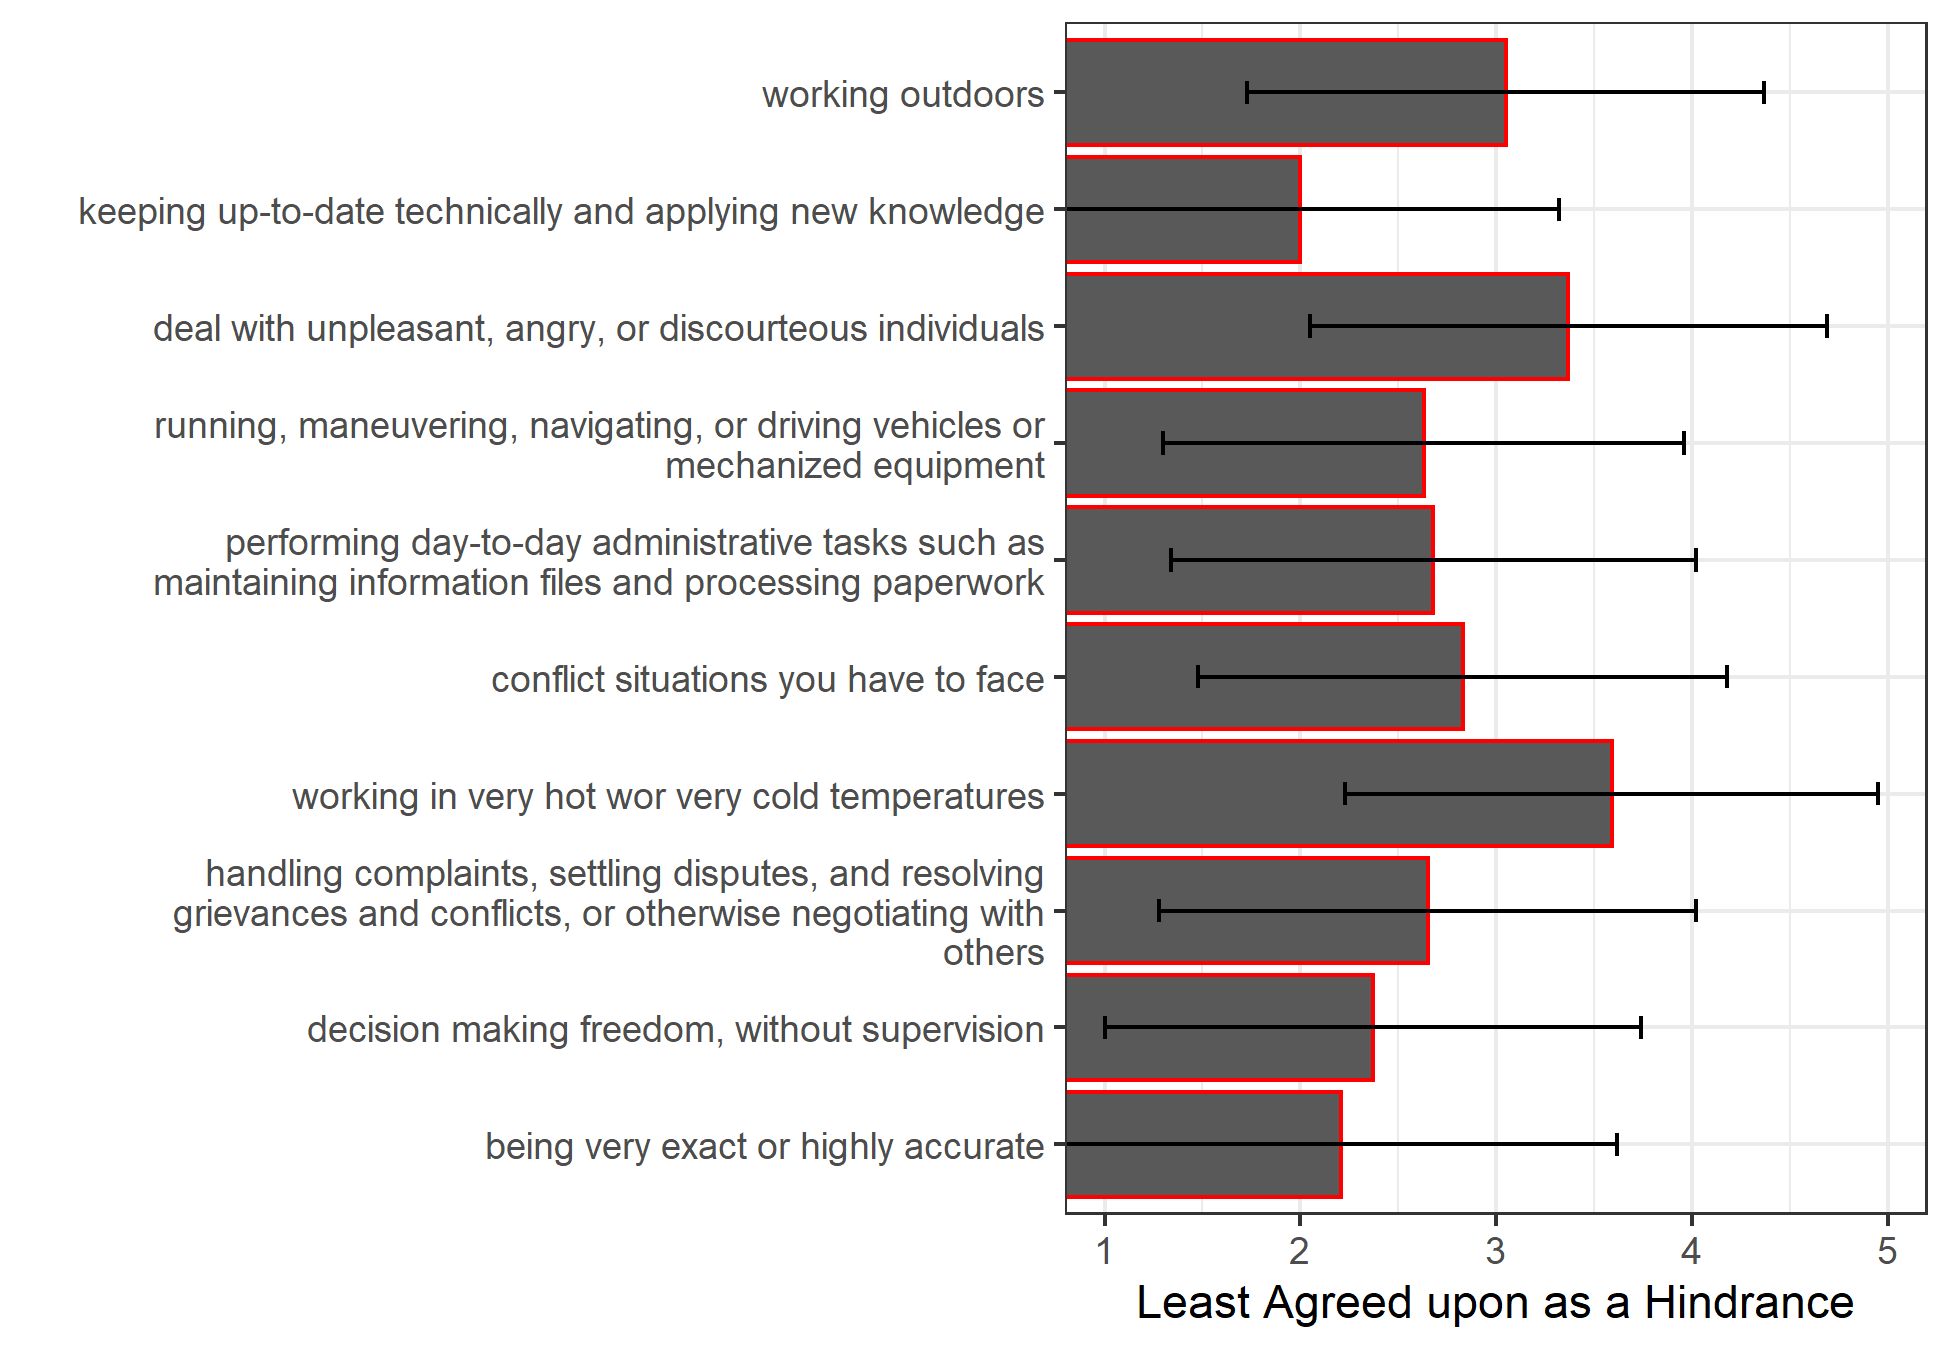 working outdoors
keeping up-to-date technically and applying new knowledge
deal with unpleasant, angry, or discourteous individuals
running, maneuvering, navigating, or driving vehicles or
mechanized equipment
performing day-to-day administrative tasks such as
maintaining information files and processing paperwork
conflict situations you have to face
working in very hot wor very cold temperatures
handling complaints, settling disputes, and resolving
grievances and conflicts, or otherwise negotiating with
others
decision making freedom, without supervision
being very exact or highly accurate
1 2 3 4 5
Least Agreed upon as a Hindrance